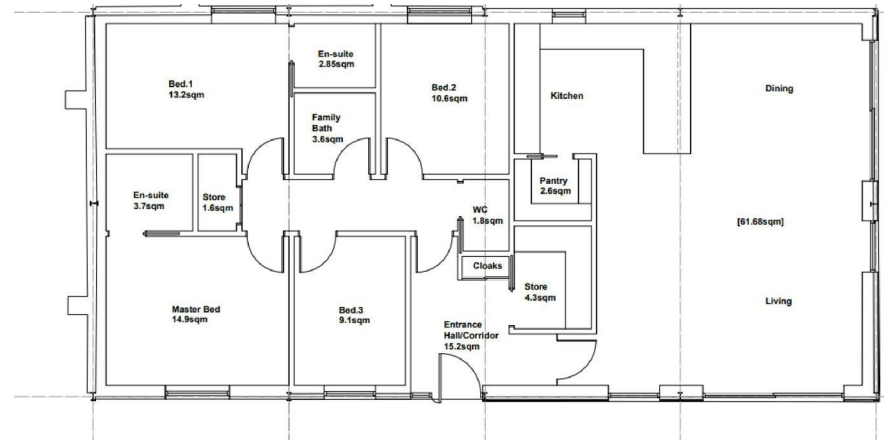 En-suite
2.85sqm
Bed.1
13.2sqm
Bed.2
10.6sqm
Kitchen
Dining
Family
Bath
3.6sqm
En-suite
3.7sqm
Store
1.6sqm
Pantry
2.6sqm
WC
1.8sqm
[61.68sqm]
Cloaks
Store
4.3sqm
Master Bed
14.9sqm
Bed.3
9.1sqm
Living
Entrance
Hall/Corridor
15.2sqm